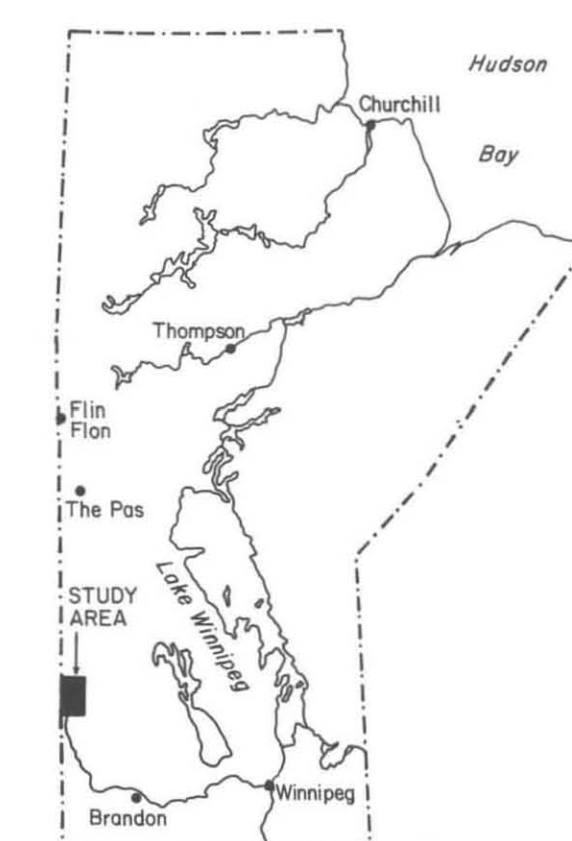 Hudson
Bay
Churchill
Thompson
Flin
Flon
The Pas
STUDY
AREA
Lake Winnipeg
Winnipeg
Brandon